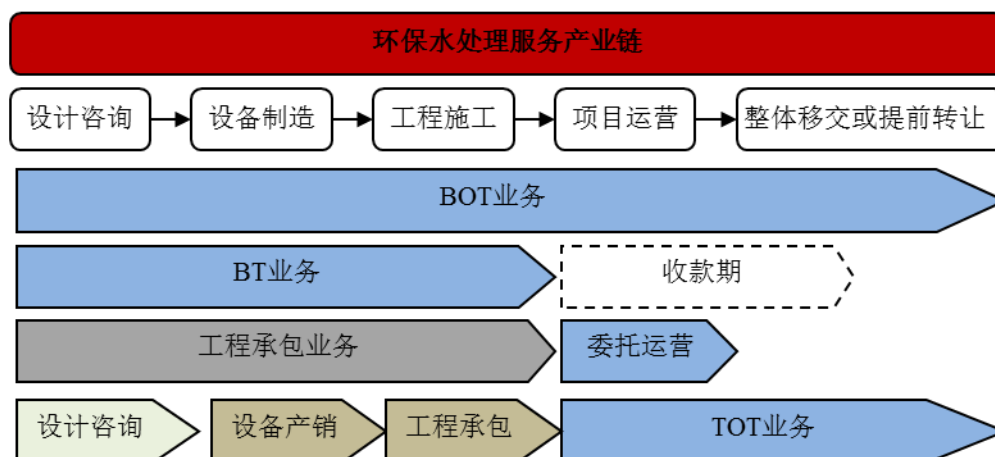 环保水处理服务产业链
设计咨询 设备制造 工程施工 项目运营 整体移交或提前转让
BOT业务
BT业务 收款期
工程承包业务 委托运营
设计咨询 设备产销 工程承包 TOT业务